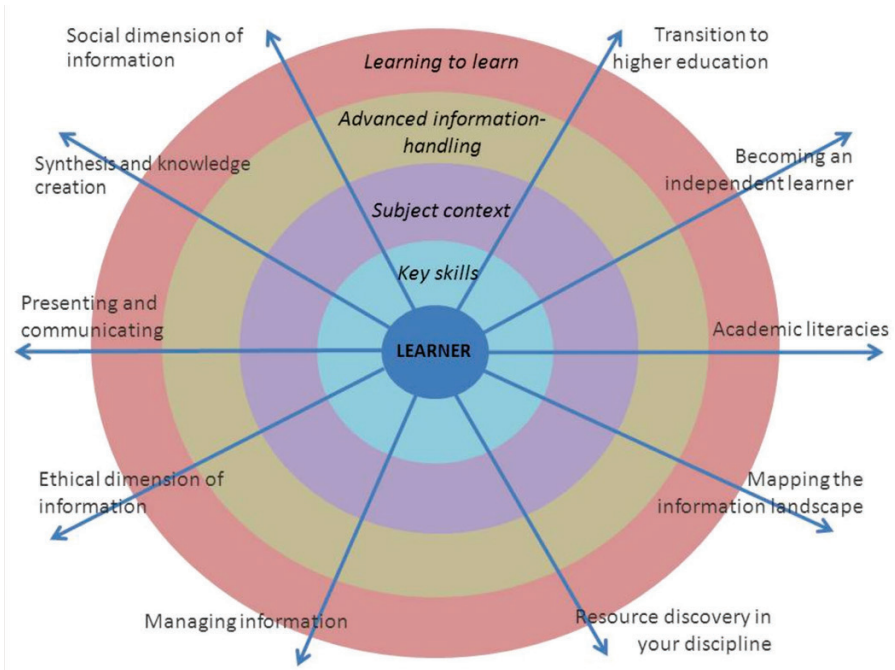 Social dimension of
information
Transition to
higher education
Learning to learn
Advanced information-
handling
Synthesis and knowledge
creation
Becoming an
independent learner
Subject context
Key skills
Presenting and
communicating
LEARNER
Academic literacies
Ethical dimension of
information
Mapping the
information landscape
Managing information
Resource discovery in
your discipline